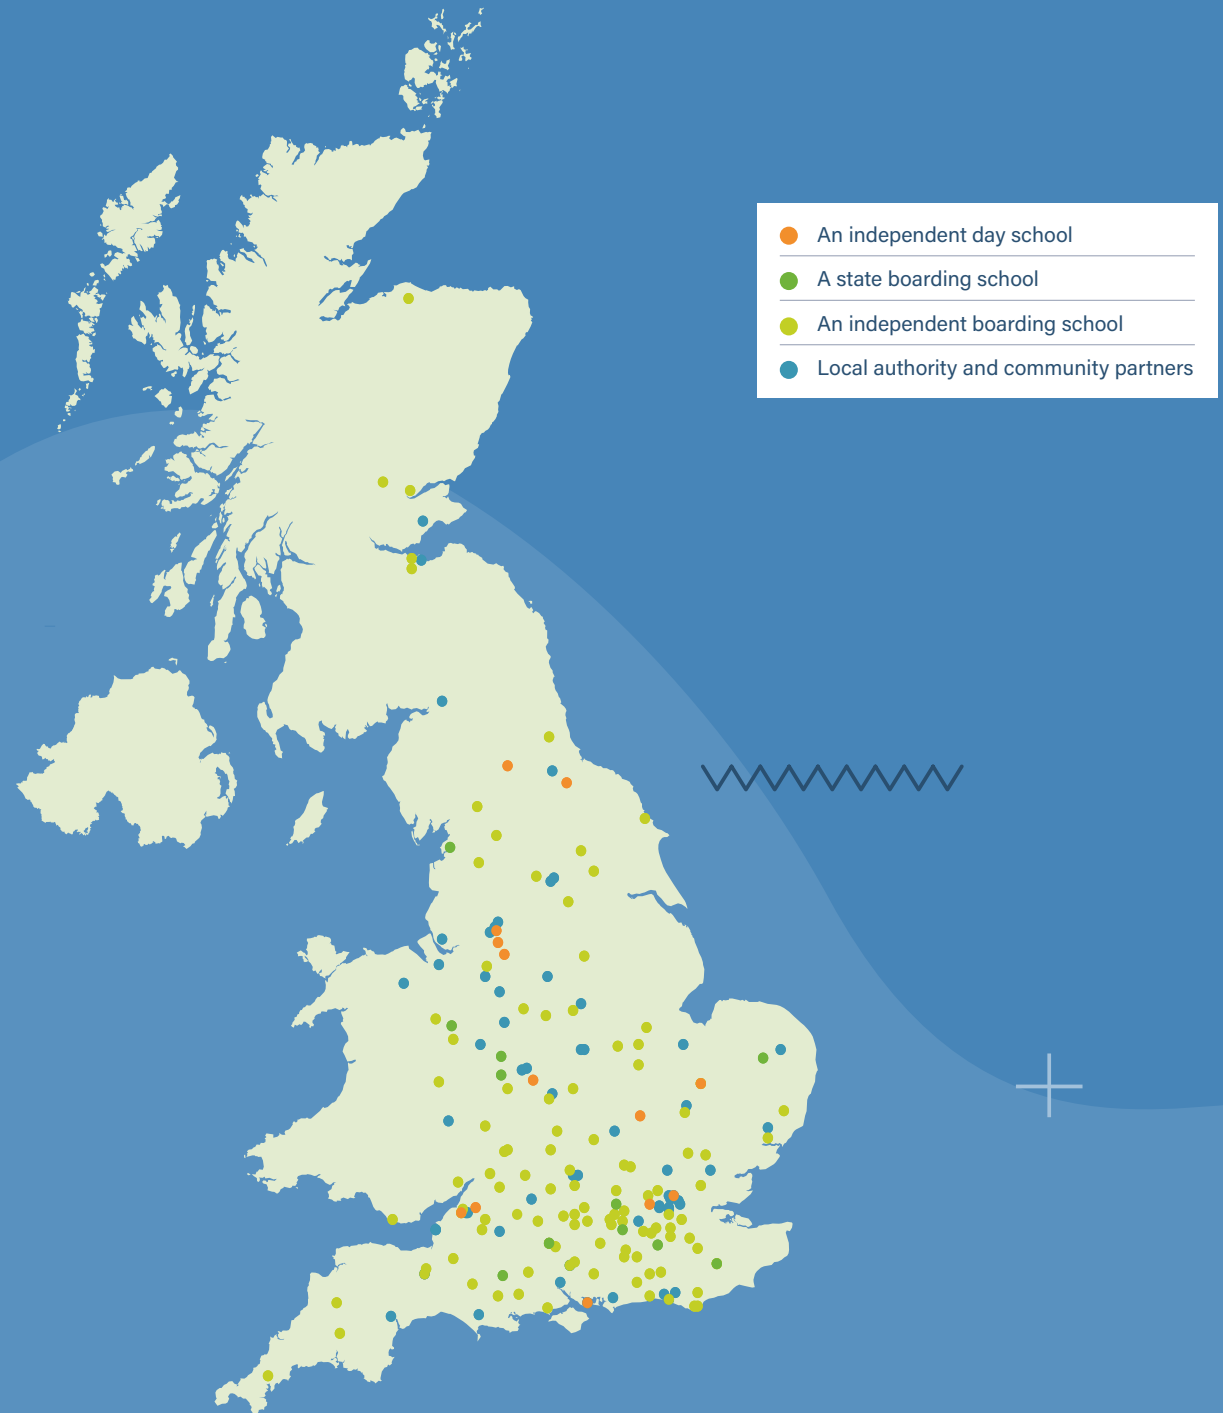 An independent day school
A state boarding school
An independent boarding school
Local authority and community partners